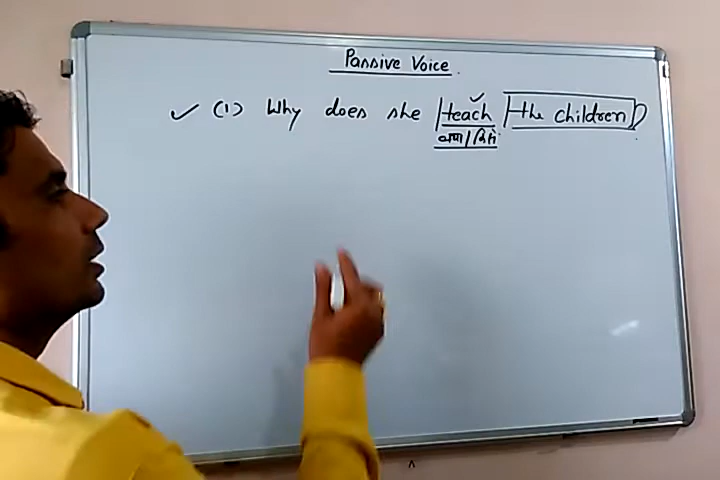 Passive Voice
(1) Why does she teach the children ?
क्या / किसे